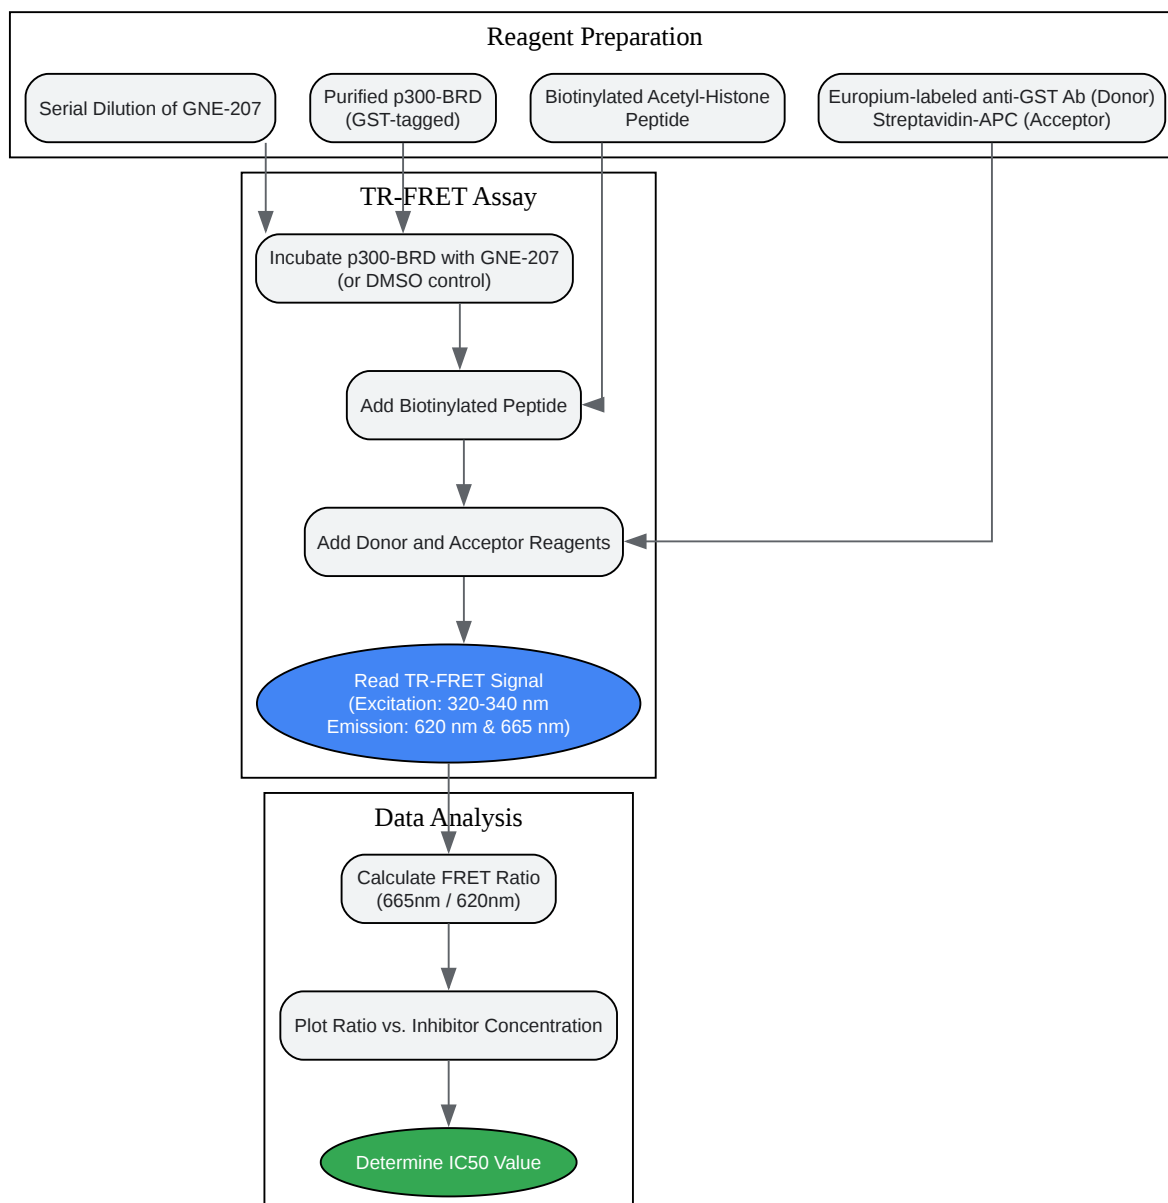 Reagent Preparation
Serial Dilution of GNE-207
Purified p300-BRD
(GST-tagged)
Biotinylated Acetyl-Histone
Peptide
Europium-labeled anti-GST Ab (Donor)
Streptavidin-APC (Acceptor)
TR-FRET Assay
Incubate p300-BRD with GNE-207
(or DMSO control)
Add Biotinylated Peptide
Add Donor and Acceptor Reagents
Read TR-FRET Signal
(Excitation: 320-340 nm
Emission: 620 nm & 665 nm)
Data Analysis
Calculate FRET Ratio
(665nm / 620nm)
Plot Ratio vs. Inhibitor Concentration
Determine IC50 Value